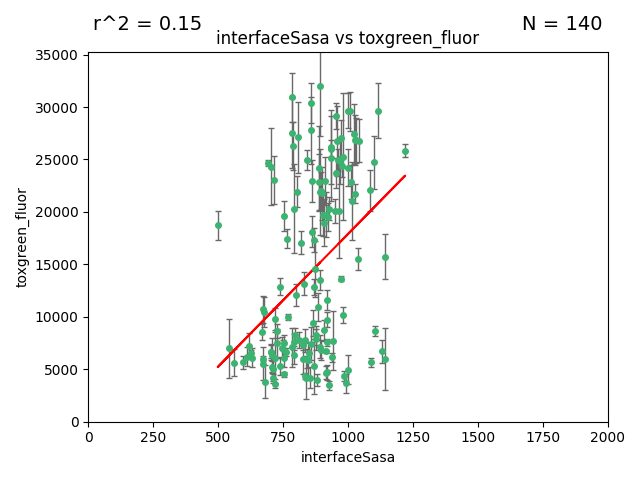 r^2 = 0.15
N = 140
interfaceSasa vs toxgreen_fluor
35000
30000
25000
20000
15000
10000
5000
0
toxgreen_fluor
0 250 500 750 1000 1250 1500 1750 2000
interfaceSasa